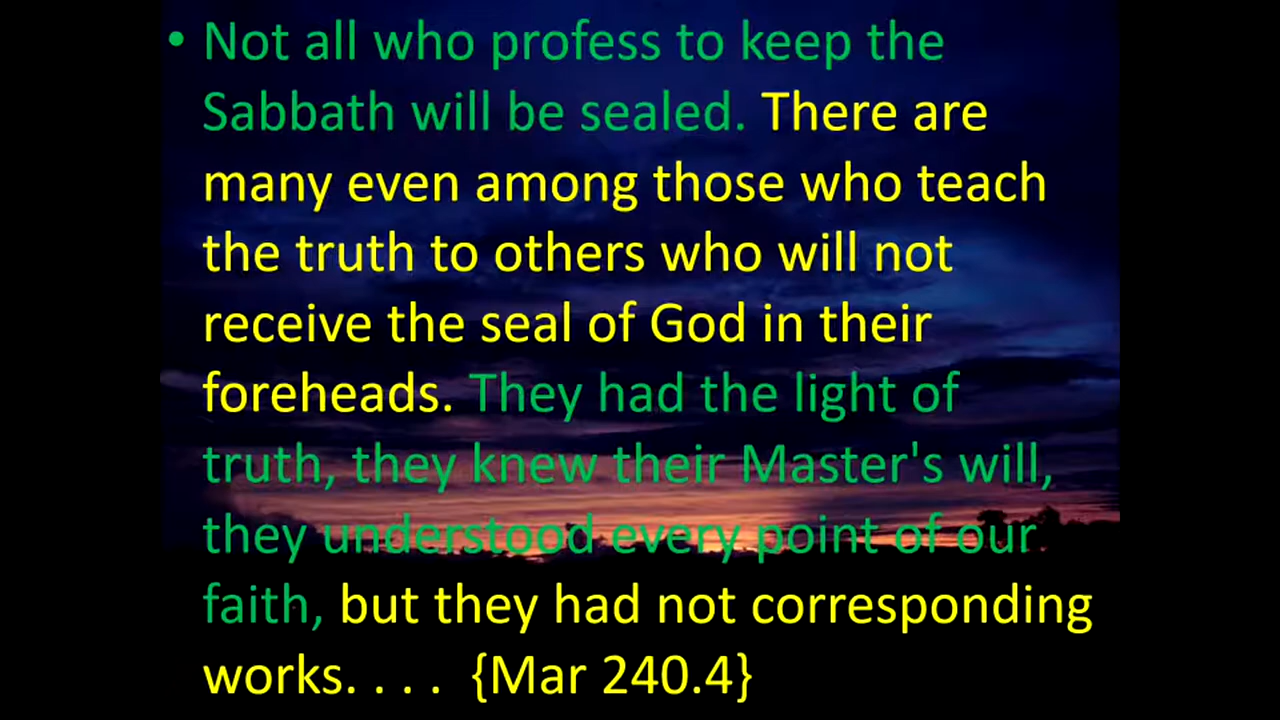 • Not all who profess to keep the
Sabbath will be sealed. There are
many even among those who teach
the truth to others who will not
receive the seal of God in their
foreheads. They had the light of
truth, they knew their Master's will,
they understood every point of our
faith, but they had not corresponding
works. . . . {Mar 240.4}